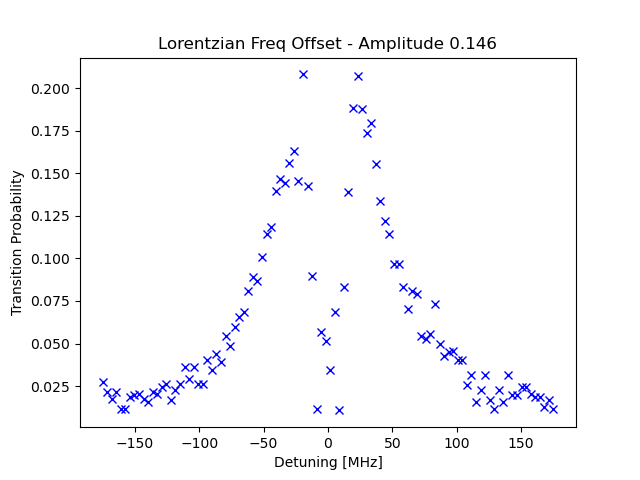 Lorentzian Freq Offset - Amplitude 0.146
Transition Probability
0.200
0.175
0.150
0.125
0.100
0.075
0.050
0.025
−150 −100 −50 0 50 100 150
Detuning [MHz]